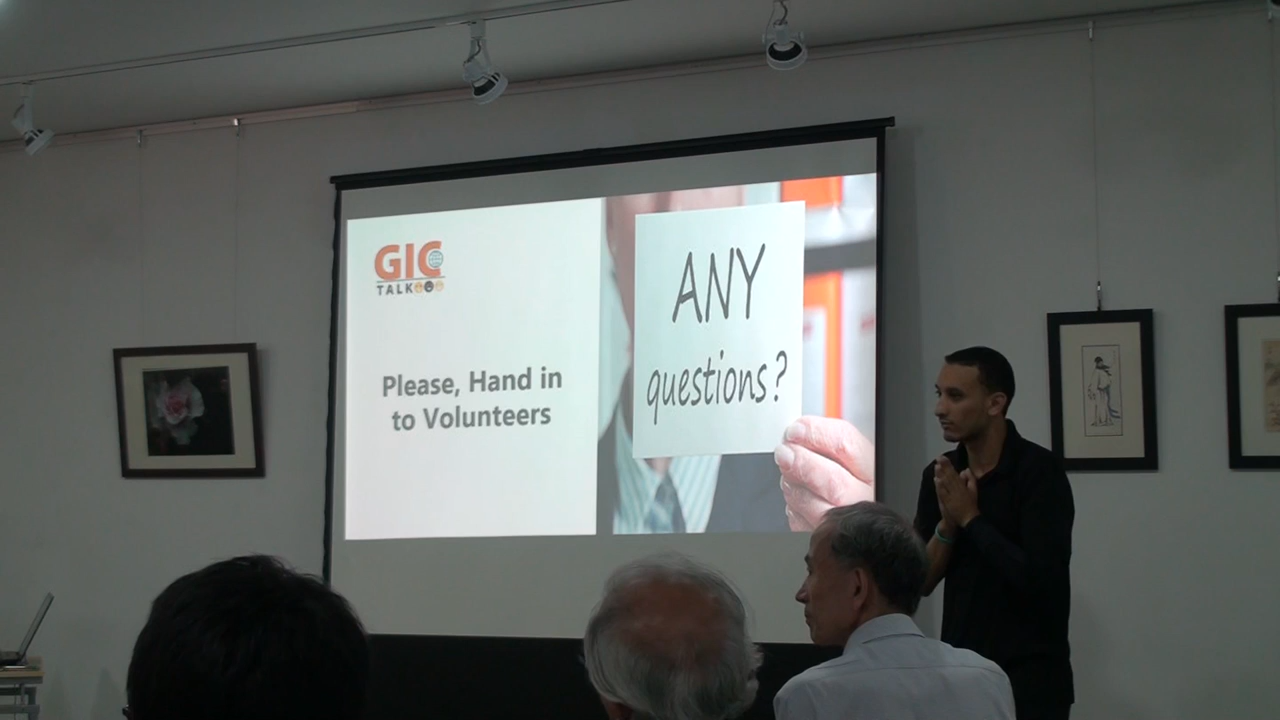 GIC
TALK
Please, Hand in
to Volunteers
ANY
questions?